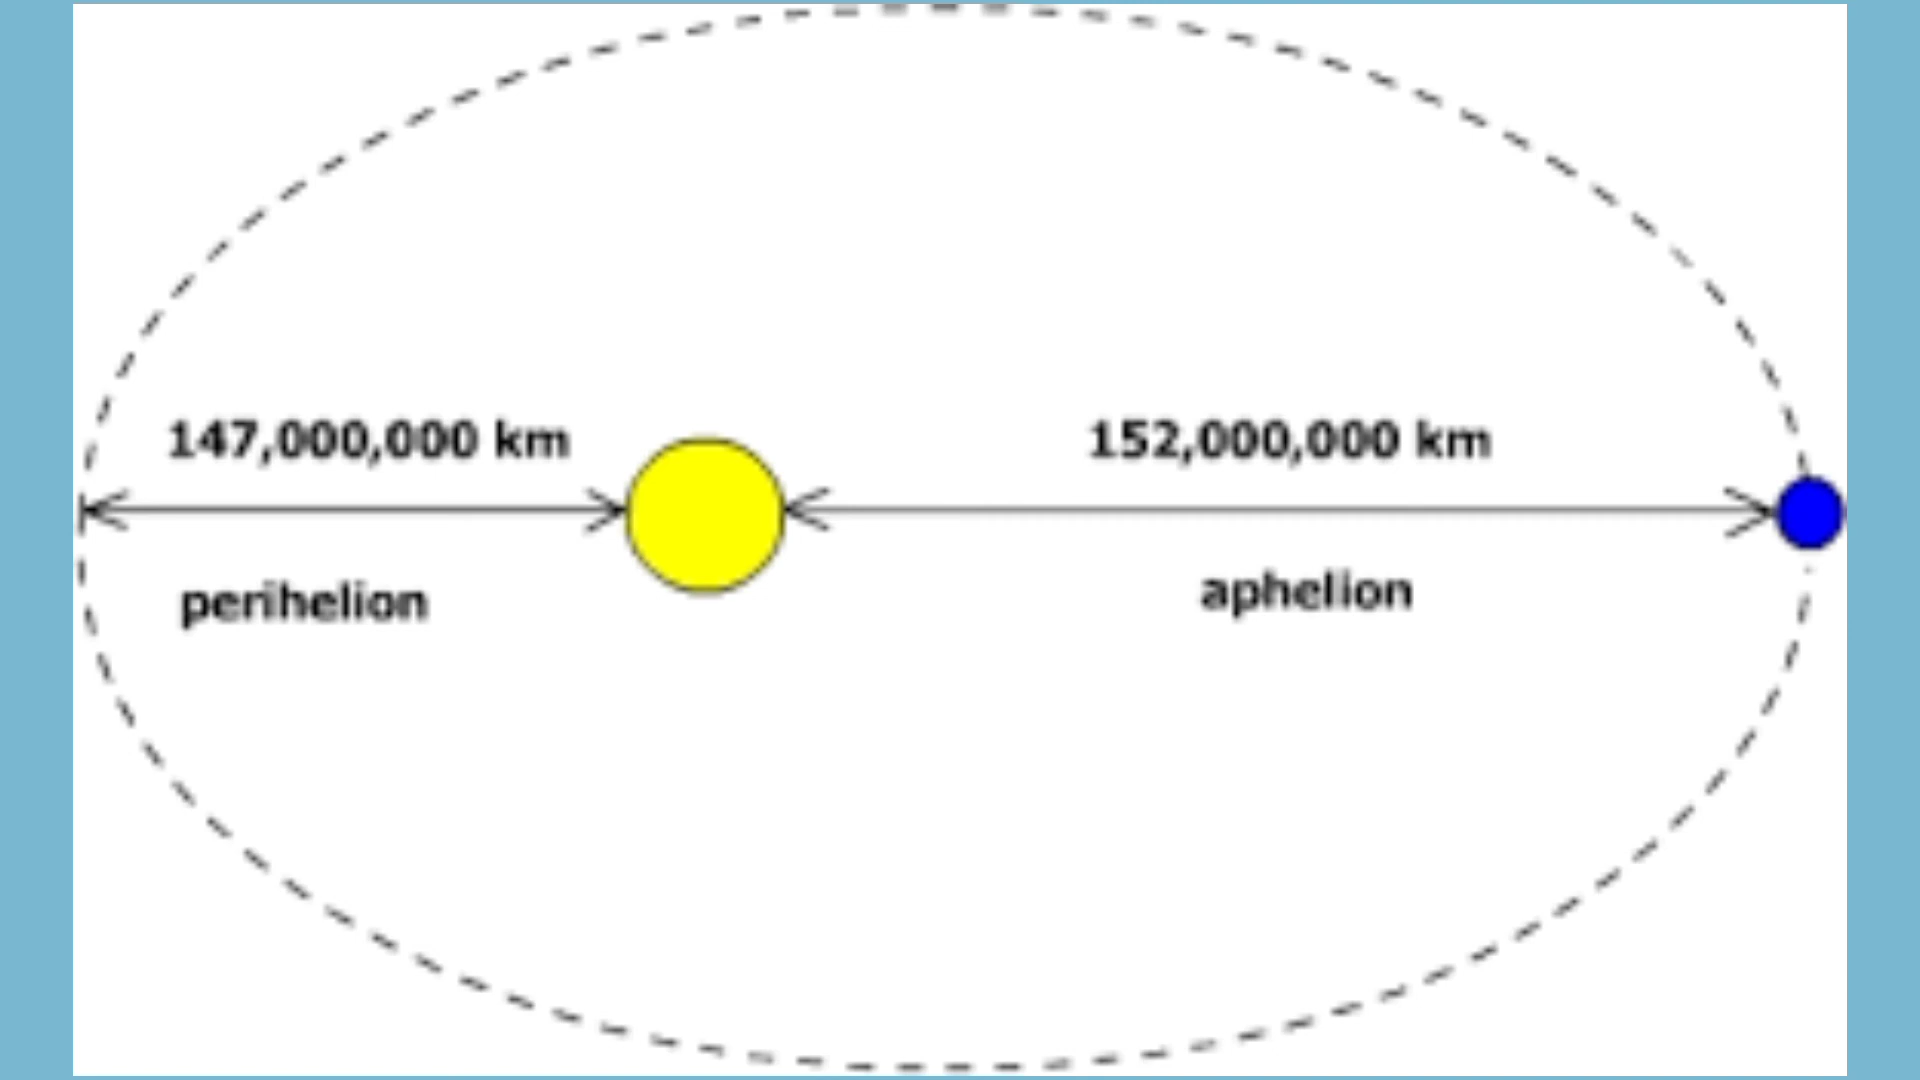 147,000,000 km
152,000,000 km
perihelion
aphelion